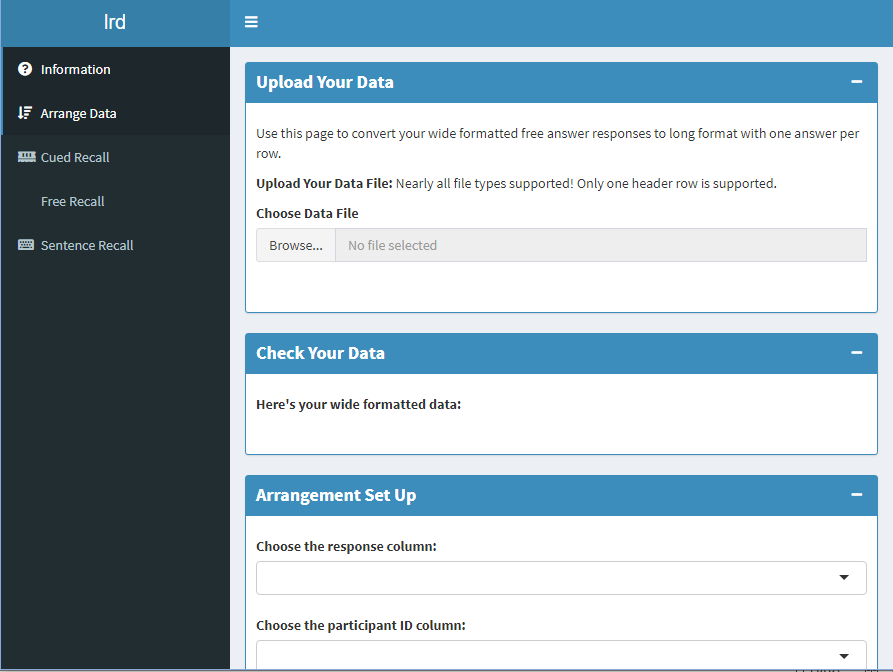 lrd
Information
Arrange Data
Cued Recall
Free Recall
Sentence Recall
Upload Your Data
Use this page to convert your wide formatted free answer responses to long format with one answer per
row.
Upload Your Data File: Nearly all file types supported! Only one header row is supported.
Choose Data File
Browse... No file selected
Check Your Data
Here's your wide formatted data:
Arrangement Set Up
Choose the response column:
Choose the participant ID column: